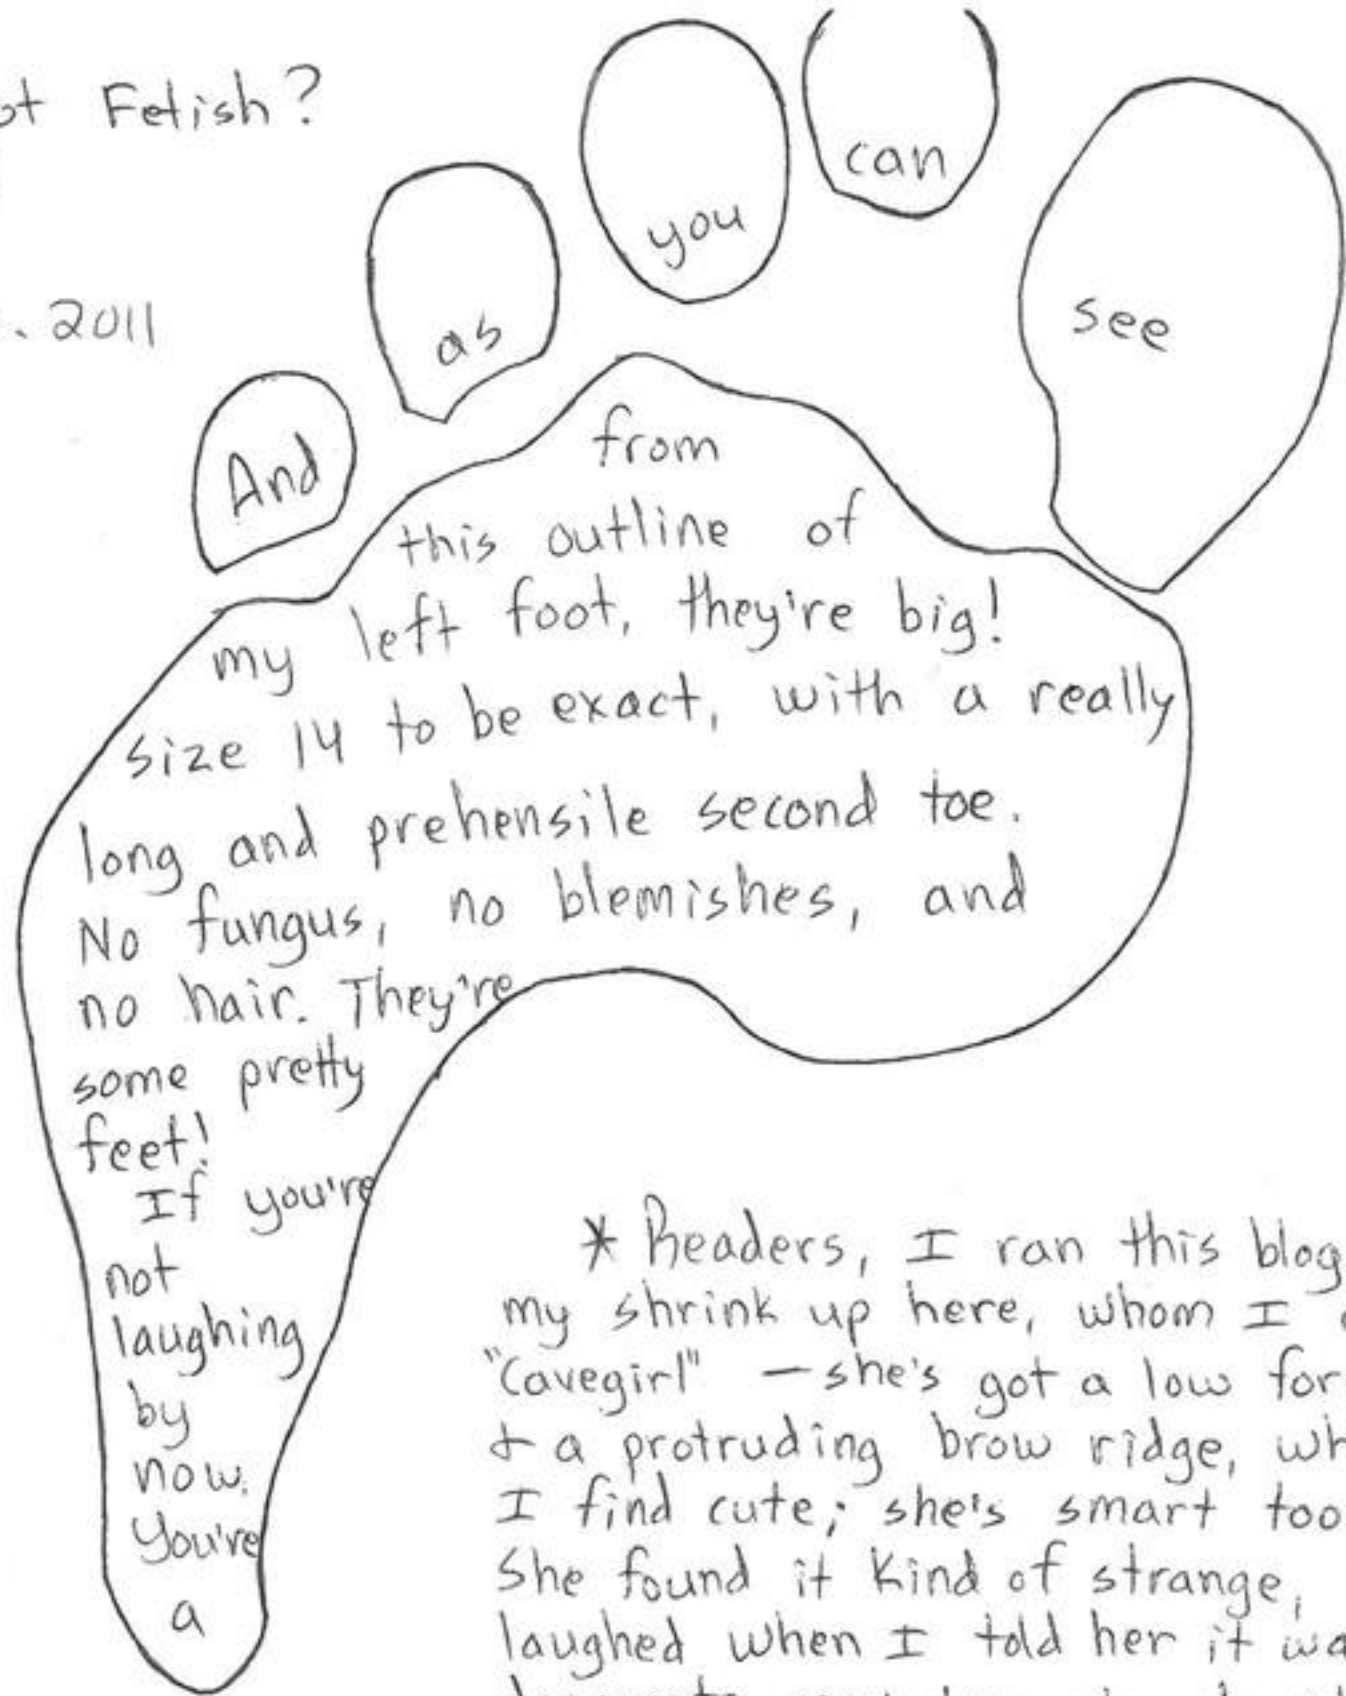 Fetish?
2011
And
as
you
can
see
from
this outline of
my left foot, they're big!
size 14 to be exact, with a really
long and prehensile second toe.
No fungus, no blemishes, and
no hair. They're
some pretty
feet!
If you're
not
laughing
by
now,
You're
a
* Readers, I ran this blog
my shrink up here, whom I
"Cavegirl" — she's got a low
& a protruding brow ridge,
I find cute; she's smart too
She found it kind of strange,
laughed when I told her it